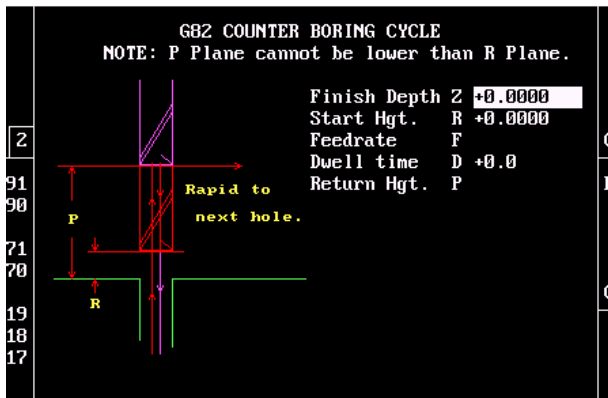 G82 COUNTER BORING CYCLE
NOTE: P Plane cannot be lower than R Plane.
Finish Depth Z +0.0000
Start Hgt. R +0.0000
Feedrate F
Dwell time D +0.0
Return Hgt. P
Z
91
90
71
70
19
18
17
Rapid to
next hole.
P
R